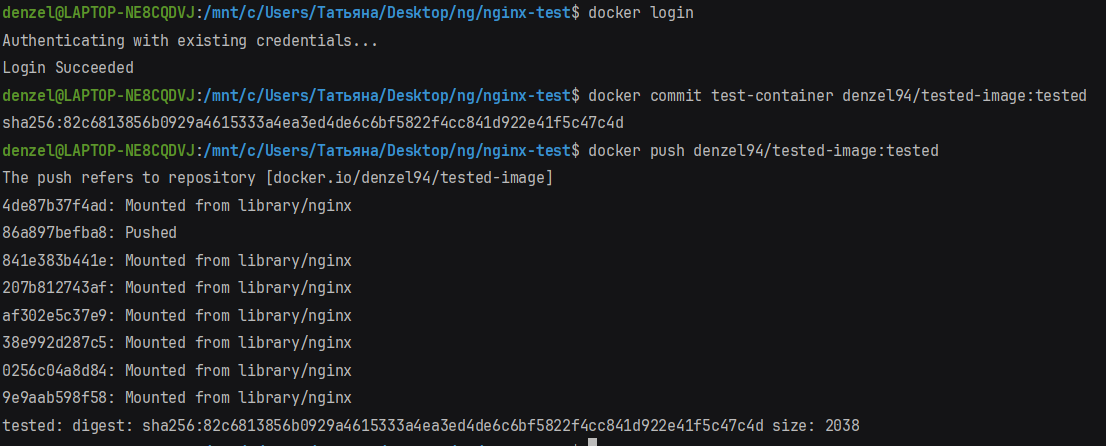 denzel@LAPTOP-NE8CQDVJ:/mnt/c/Users/Татьяна/Desktop/ng/nginx-test$ docker login
Authenticating with existing credentials...
Login Succeeded
denzel@LAPTOP-NE8CQDVJ:/mnt/c/Users/Татьяна/Desktop/ng/nginx-test$ docker commit test-container denzel94/tested-image:tested
sha256:82c6813856b0929a4615333a4ea3ed4de6c6bf5822f4cc841d922e41f5c47c4d
denzel@LAPTOP-NE8CQDVJ:/mnt/c/Users/Татьяна/Desktop/ng/nginx-test$ docker push denzel94/tested-image:tested
The push refers to repository [docker.io/denzel94/tested-image]
4de87b37f4ad: Mounted from library/nginx
86a897befba8: Pushed
841e383b441e: Mounted from library/nginx
207b812743af: Mounted from library/nginx
af302e5c37e9: Mounted from library/nginx
38e992d287c5: Mounted from library/nginx
0256c04a8d84: Mounted from library/nginx
9e9aab598f58: Mounted from library/nginx
tested: digest: sha256:82c6813856b0929a4615333a4ea3ed4de6c6bf5822f4cc841d922e41f5c47c4d size: 2038